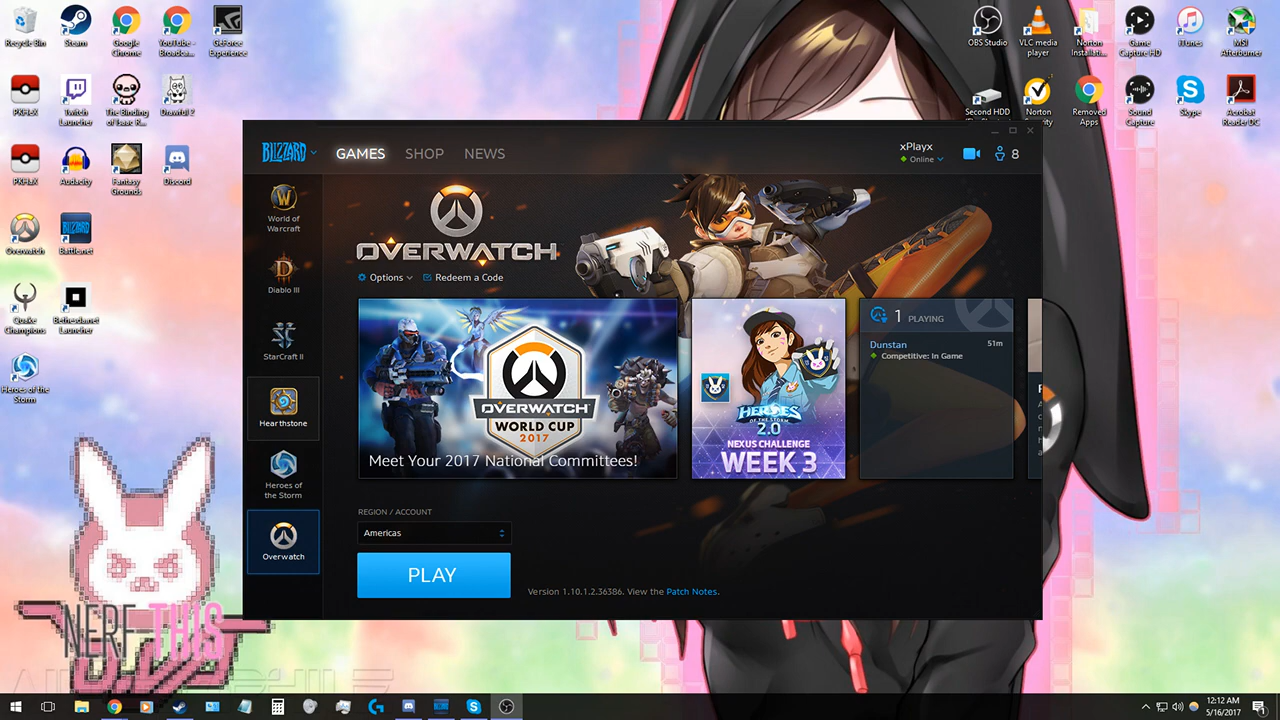 Recycle Bin
Steam
Google
Chrome
YouTube -
Broadca...
GeForce
Experience
OBS Studio
VLC media
player
Norton
Installati...
Game
Capture HD
iTunes
MSI
Afterburner
PKHeX
Twitch
Launcher
The Binding
of Isaac R...
Drawful 2
Second HDD
Norton
Removed
Apps
Sound
Capture
Skype
Acrobat
Reader DC
PKHeX
Audacity
Fantasy
Grounds
Discord
Overwatch
Battle.net
Quake
Champions
Bethesda.net
Launcher
Heroes of the
Storm
BLIZZARD
GAMES
SHOP
NEWS
xPlayx
Online
8
World of
Warcraft
Diablo III
StarCraft II
Hearthstone
Heroes of
the Storm
Overwatch
OVERWATCH
Options
Redeem a Code
OVERWATCH
WORLD CUP
2017
Meet Your 2017 National Committees!
HEROES
OF THE STORM
2.0
NEXUS CHALLENGE
WEEK 3
1 PLAYING
Dunstan
51m
Competitive: In Game
REGION / ACCOUNT
Americas
PLAY
Version 1.10.1.2.36386. View the Patch Notes.
NERF THIS
12:12 AM
5/16/2017